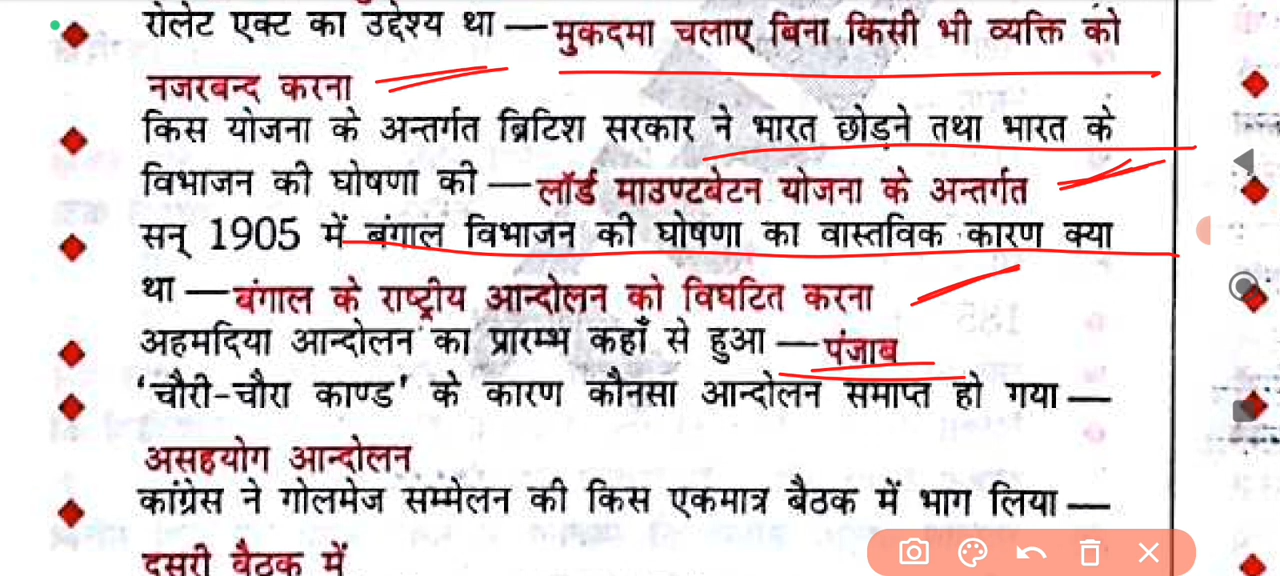 रोलेट एक्ट का उद्देश्य था — मुकदमा चलाए बिना किसी भी व्यक्ति को
नजरबन्द करना
किस योजना के अन्तर्गत ब्रिटिश सरकार ने भारत छोड़ने तथा भारत के
विभाजन की घोषणा की — लॉर्ड माउण्टबेटन योजना के अन्तर्गत
सन् 1905 में बंगाल विभाजन की घोषणा का वास्तविक कारण क्या
था — बंगाल के राष्ट्रीय आन्दोलन को विघटित करना
अहमदिया आन्दोलन का प्रारम्भ कहाँ से हुआ — पंजाब
‘चौरी-चौरा काण्ड’ के कारण कौनसा आन्दोलन समाप्त हो गया —
असहयोग आन्दोलन
कांग्रेस ने गोलमेज सम्मेलन की किस एकमात्र बैठक में भाग लिया —
दूसरी बैठक में